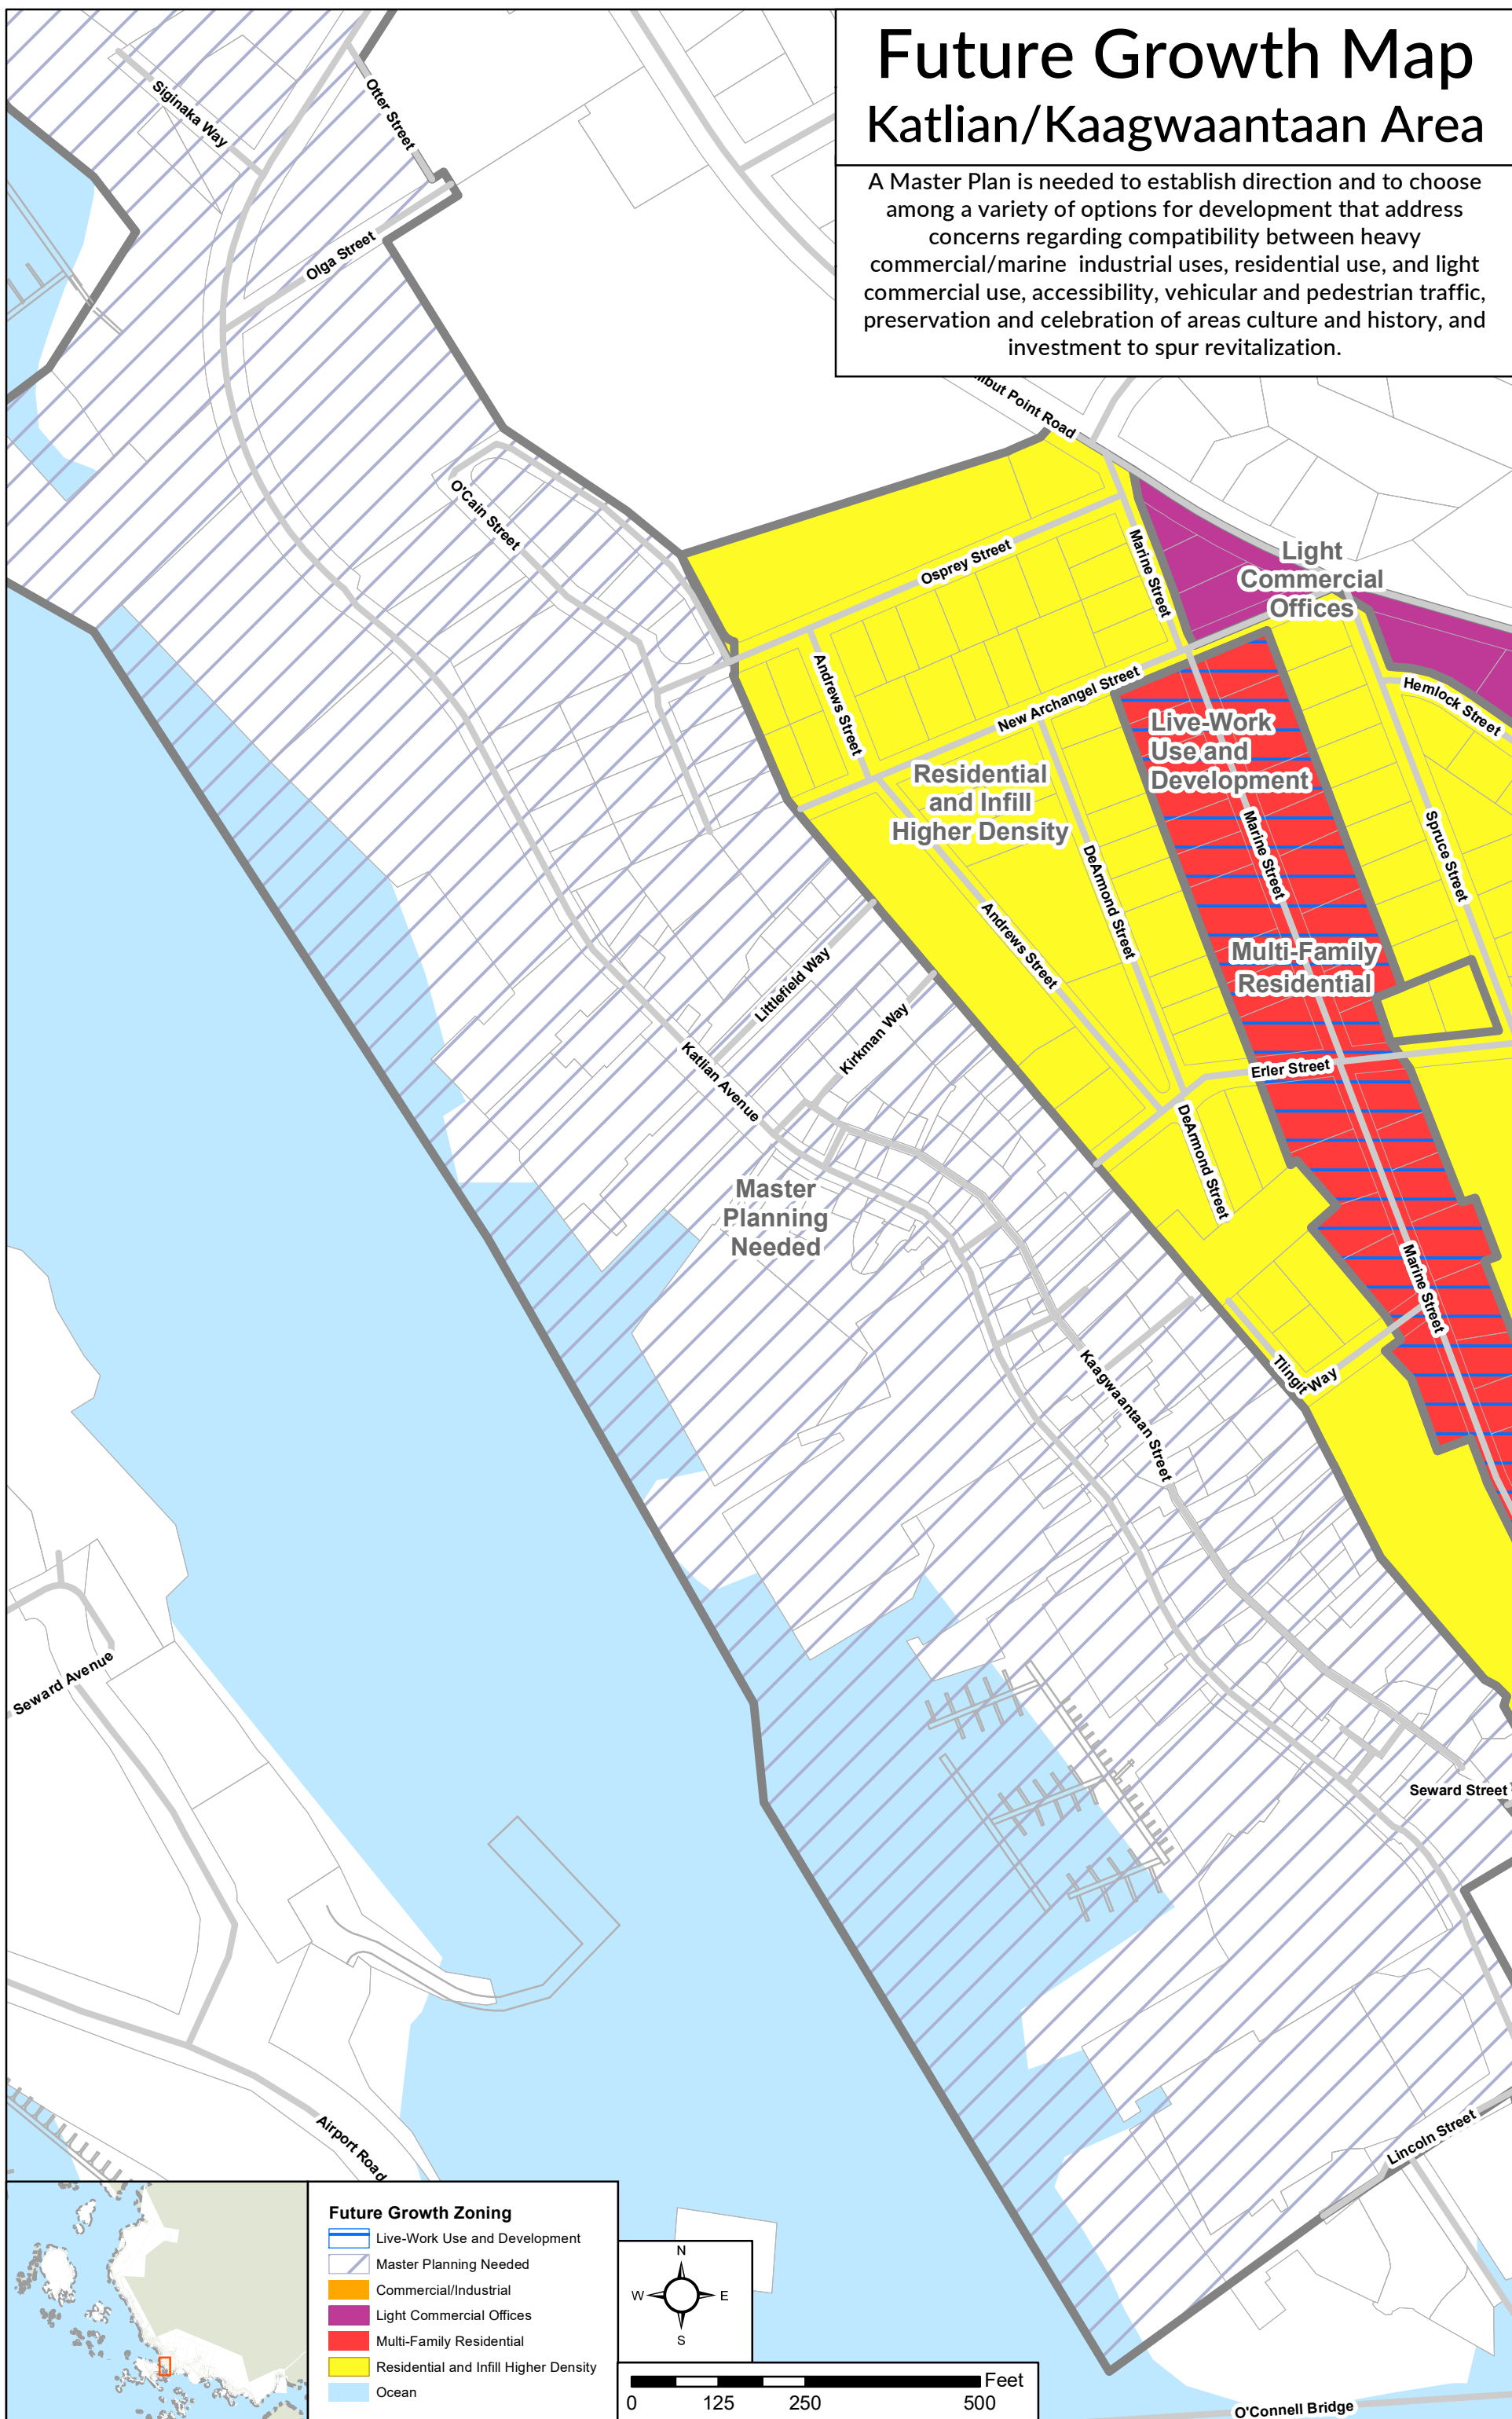 Future Growth Map
Katlian/Kaagwaantaan Area
A Master Plan is needed to establish direction and to choose
among a variety of options for development that address
concerns regarding compatibility between heavy
commercial/marine  industrial uses, residential use, and light
commercial use, accessibility, vehicular and pedestrian traffic,
preservation and celebration of areas culture and history, and
investment to spur revitalization.
Siginaka Way
Otter Street
Olga Street
O'Cain Street
Point Road
Osprey Street
Marine Street
Light
Commercial
Offices
Andrews Street
New Archangel Street
Hemlock Street
Live-Work
Use and
Development
Residential
and Infill
Higher Density
Marine Street
Spruce Street
DeArmond Street
Andrews Street
Multi-Family
Residential
Littlefield Way
Kirkman Way
Katlian Avenue
Erler Street
DeArmond Street
Master
Planning
Needed
Marine Street
Tlingit Way
Kaagwaantaan Street
Seward Avenue
Seward Street
Airport Road
Lincoln Street
O'Connell Bridge
Future Growth Zoning
Live-Work Use and Development
Master Planning Needed
Commercial/Industrial
Light Commercial Offices
Multi-Family Residential
Residential and Infill Higher Density
Ocean
N
W
E
S
Feet
0
125
250
500